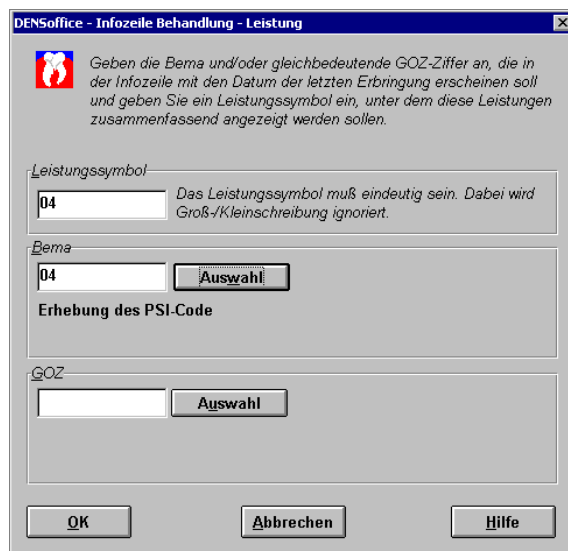 DENSoffice - Infozeile Behandlung - Leistung
Geben die Bema und/oder gleichbedeutende GOZ-Ziffer an, die in
der Infozeile mit den Datum der letzten Erbringung erscheinen soll
und geben Sie ein Leistungssymbol ein, unter dem diese Leistungen
zusammenfassend angezeigt werden sollen.
Leistungssymbol
04
Das Leistungssymbol muß eindeutig sein. Dabei wird
Groß-/Kleinschreibung ignoriert.
Bema
04 Auswahl
Erhebung des PSI-Code
GOZ
Auswahl
OK Abbrechen Hilfe